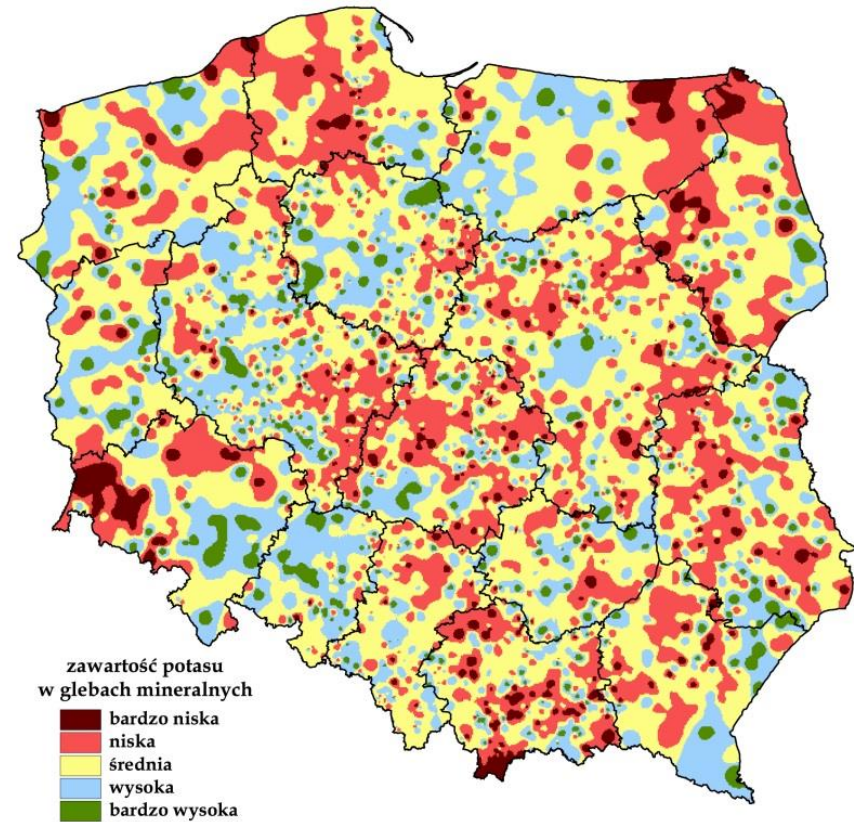 zawartość potasu
w glebach mineralnych
bardzo niska
niska
średnia
wysoka
bardzo wysoka